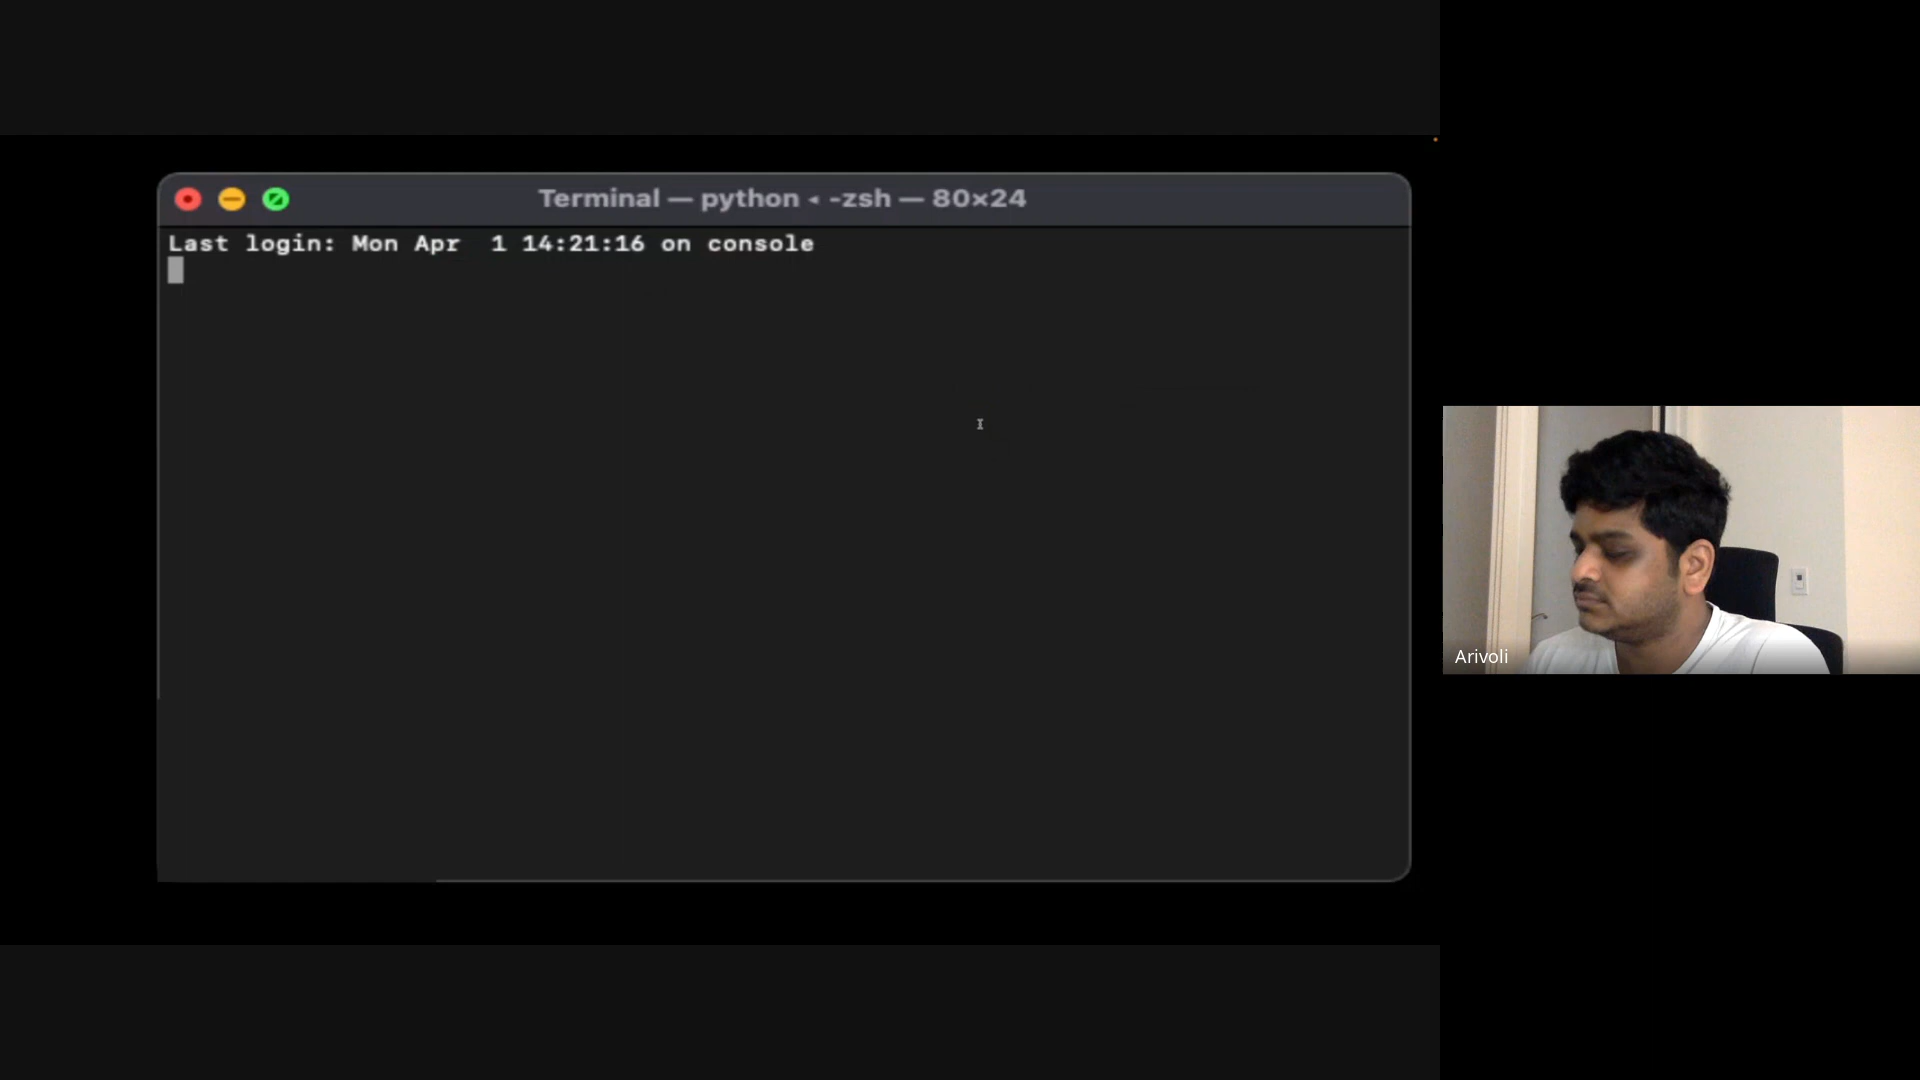 Terminal — python ◂ -zsh — 80×24
Last login: Mon Apr  1 14:21:16 on console
Arivoli